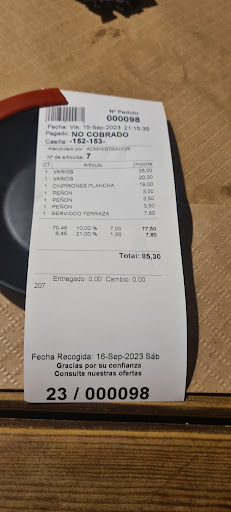 Nº Pedido
000098
Fecha: Vie, 15-Sep-2023 21:15:35
Pagado: NO COBRADO
Casilla: -152-153-
Atendido por: ADMINISTRADOR
Nº de artículos: 7
CT. Artículo Importe
1 VARIOS 28,00
1 VARIOS 20,00
1 CHIPIRONES PLANCHA 19,00
1 PEÑON 3,50
1 PEÑON 3,50
1 PEÑON 3,50
1 SERVICCO TERRAZA 7,80
70,45 10,00 % 7,05 77,50
6,45 21,00 % 1,35 7,80
Total: 85,30
Entregado: 0,00 Cambio: 0,00
207
Fecha Recogida: 16-Sep-2023 Sáb
Gracias por su confianza
Consulte nuestras ofertas
23 / 000098